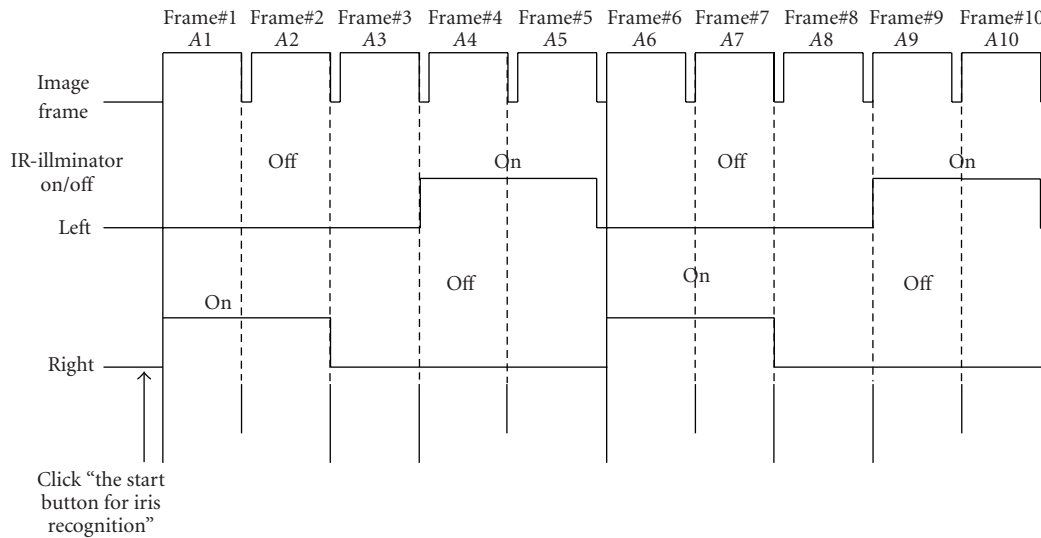 Frame#1 Frame#2 Frame#3 Frame#4 Frame#5 Frame#6 Frame#7 Frame#8 Frame#9 Frame#10
A1 A2 A3 A4 A5 A6 A7 A8 A9 A10
Image
frame
IR-illminator
on/off
Off On Off On
Left
Off On Off
On
Right
Click “the start
button for iris
recognition”